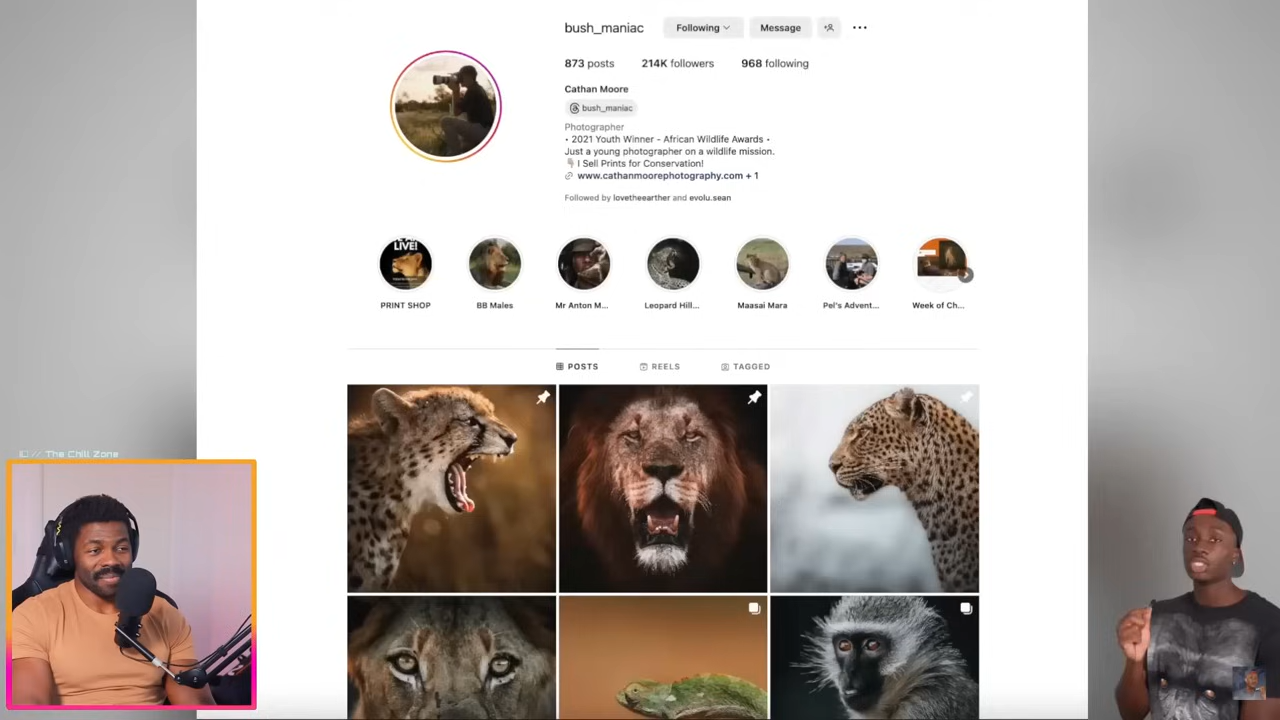 bush_maniac Following Message
873 posts 214K followers 968 following
Cathan Moore
bush_maniac
Photographer
• 2021 Youth Winner - African Wildlife Awards •
Just a young photographer on a wildlife mission.
I Sell Prints for Conservation!
www.cathanmoorephotography.com + 1
Followed by lovetheearther and evolu.sean
LIVE!
PRINT SHOP BB Males Mr Anton M... Leopard Hill... Maasai Mara Pel's Advent... Week of Ch...
POSTS REELS TAGGED
// The Chill Zone